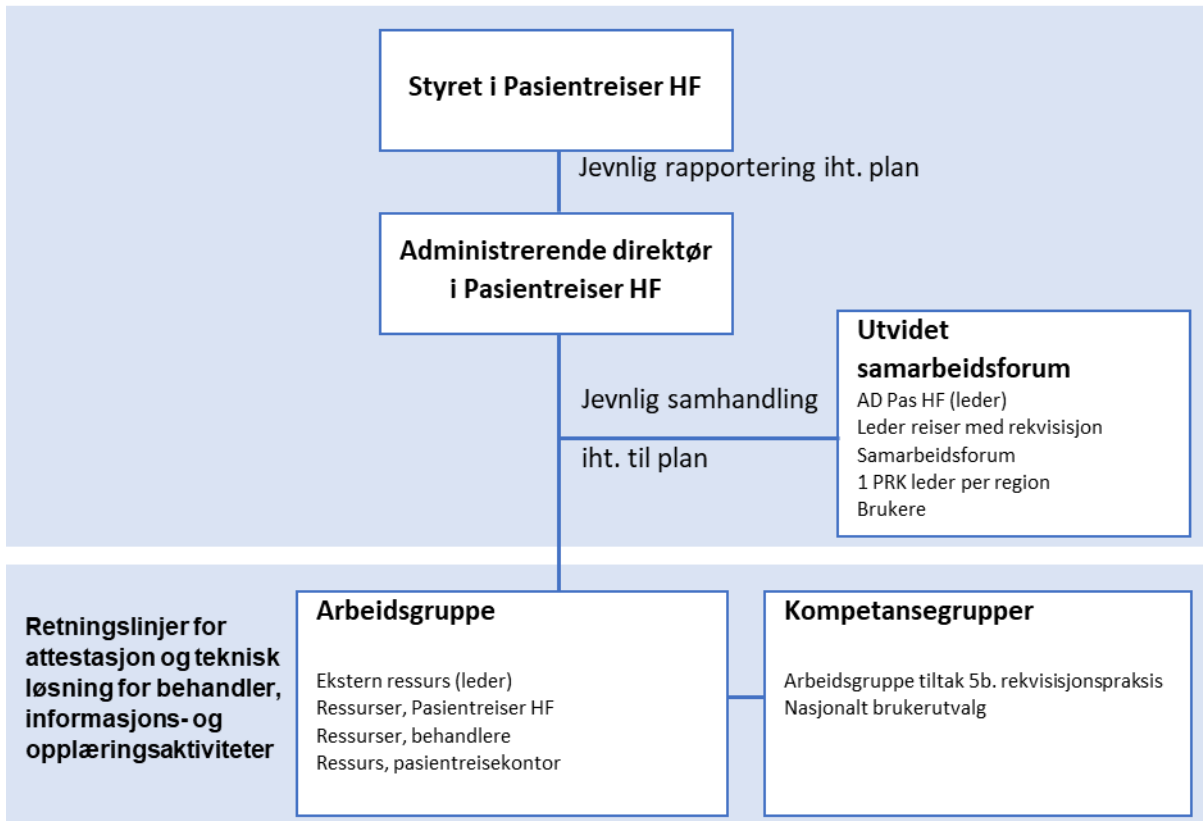 Styret i Pasientreiser HF
Jevnlig rapportering iht. plan
Administrerende direktør
i Pasientreiser HF
Utvidet
samarbeidsforum
AD Pas HF (leder)
Leder reiser med rekvisisjon
Samarbeidsforum
1 PRK leder per region
Brukere
Jevnlig samhandling
iht. til plan
Retningslinjer for
attestasjon og teknisk
løsning for behandler,
informasjons- og
opplæringsaktiviteter
Arbeidsgruppe
Ekstern ressurs (leder)
Ressurser, Pasientreiser HF
Ressurser, behandlere
Ressurs, pasientreisekontor
Kompetansegrupper
Arbeidsgruppe tiltak 5b. rekvisisjonspraksis
Nasjonalt brukerutvalg